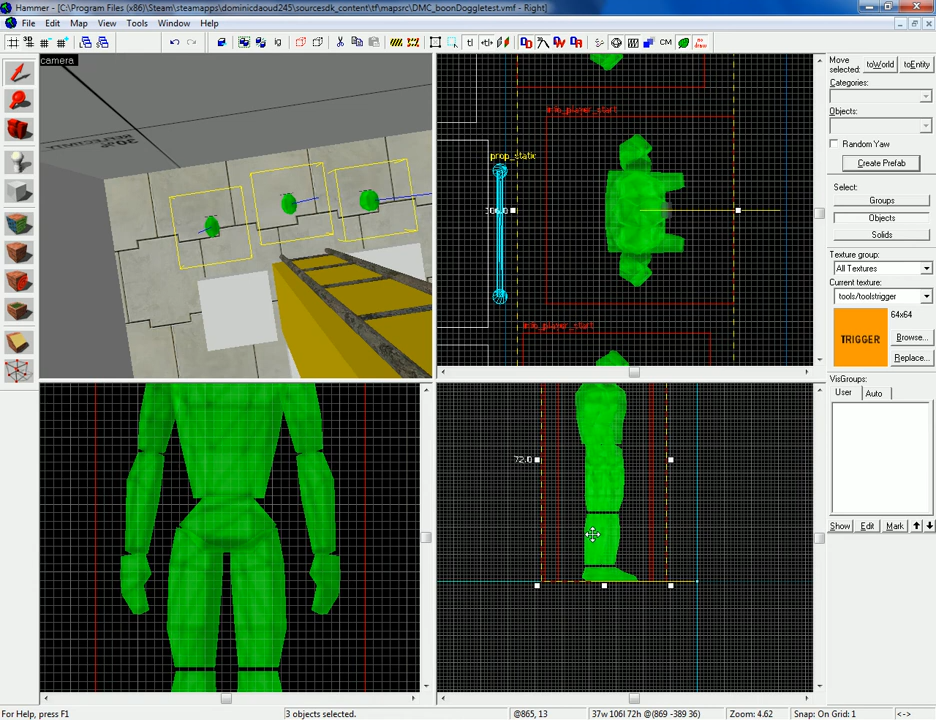 Hammer - [C:\Program Files (x86)\Steam\steamapps\dominicdaoud245\sourcesdk_content\tf\mapsrc\DMC_boonDoggletest.vmf - Right]
File Edit Map View Tools Window Help
camera
info_player_start
prop_static
106.0
info_player_start
72.0
Move selected:
toWorld
toEntity
Categories:
Objects:
Random Yaw
Create Prefab
Select:
Groups
Objects
Solids
Texture group:
All Textures
Current texture:
tools/toolstrigger
64x64
TRIGGER
Browse...
Replace...
VisGroups:
User Auto
Show Edit Mark
For Help, press F1
3 objects selected.
@865, 13
37w 106l 72h @(869 -389 36)
Zoom: 4.62
Snap: On Grid: 1
<->